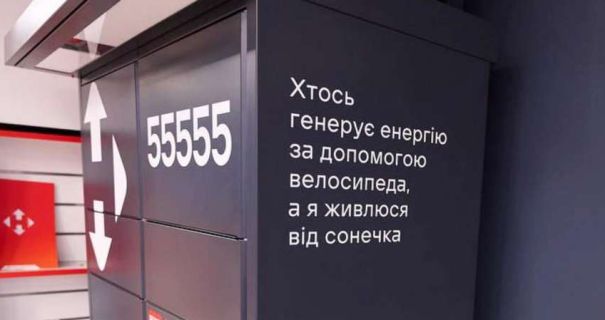 55555
Хтось
генерує енергію
за допомогою
велосипеда,
а я живлюся
від сонечка